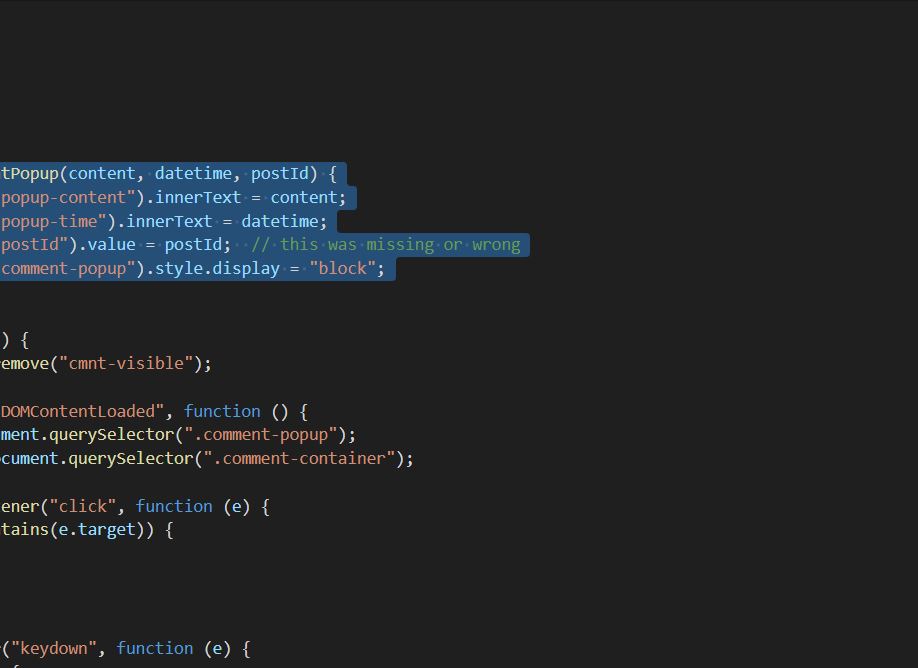 tPopup(content, datetime, postId) {
popup-content").innerText = content;
popup-time").innerText = datetime;
postId").value = postId;  // this was missing or wrong
comment-popup").style.display = "block";
) {
emove("cmnt-visible");
DOMContentLoaded", function () {
ment.querySelector(".comment-popup");
cument.querySelector(".comment-container");
ener("click", function (e) {
tains(e.target)) {
("keydown", function (e) {